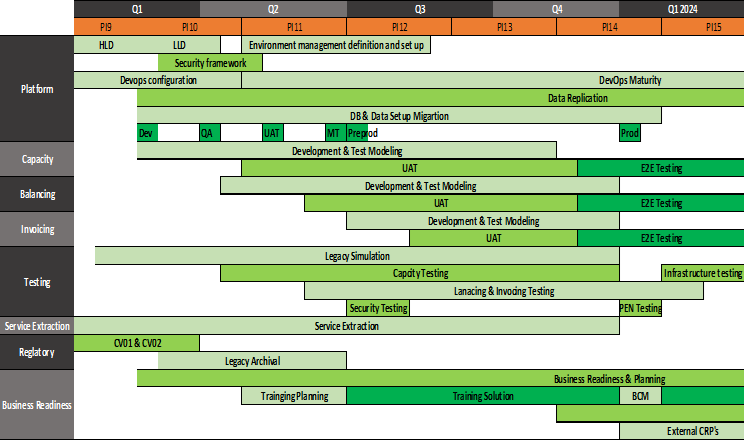 Q1 Q2 Q3 Q4 Q1 2024
PI9 PI10 PI11 PI12 PI13 PI14 PI15
Platform
HLD LLD Environment management definition and set up
Security framework
Devops configuration DevOps Maturity
Data Replication
DB & Data Setup Migartion
Dev QA UAT MT Preprod Prod
Capacity
Development & Test Modeling
UAT E2E Testing
Balancing
Development & Test Modeling
UAT E2E Testing
Invoicing
Development & Test Modeling
UAT E2E Testing
Testing
Legacy Simulation
Capcity Testing Infrastructure testing
Lanacing & Invocing Testing
Security Testing PEN Testing
Service Extraction Service Extraction
Reglatory
CV01 & CV02
Legacy Archival
Business Readiness
Business Readiness & Planning
Trainging Planning Training Solution BCM
External CRP's